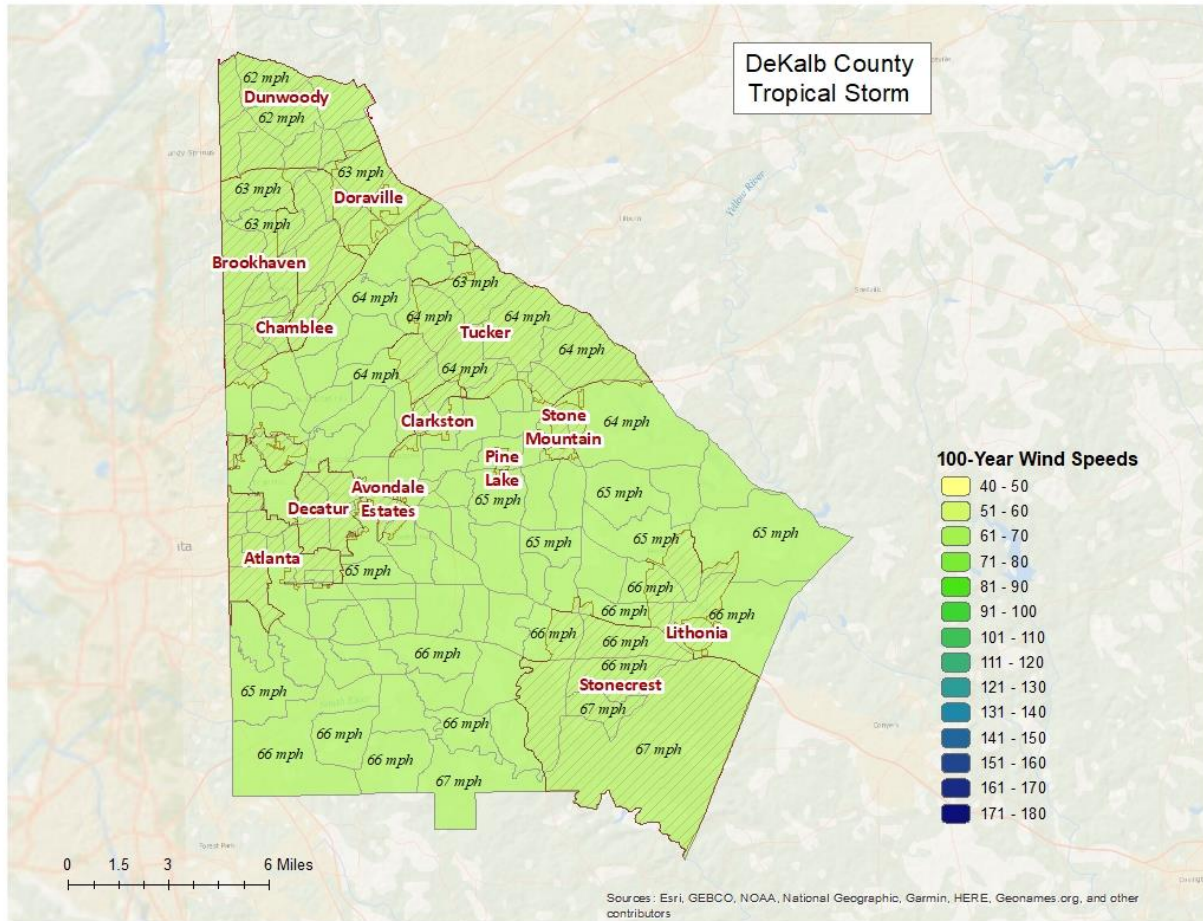 DeKalb County
Tropical Storm
62 mph
Dunwoody
62 mph
63 mph
63 mph
Doraville
63 mph
Brookhaven
63 mph
64 mph
Chamblee
64 mph
Tucker
64 mph
64 mph
64 mph
64 mph
Clarkston
Stone
Mountain
64 mph
Pine
Lake
65 mph
65 mph
Avondale
Estates
Decatur
65 mph
65 mph
65 mph
Atlanta
65 mph
66 mph
66 mph
66 mph
66 mph
66 mph
Lithonia
66 mph
66 mph
Stonecrest
65 mph
67 mph
66 mph
66 mph
66 mph
66 mph
67 mph
67 mph
Yellow River
100-Year Wind Speeds
40 - 50
51 - 60
61 - 70
71 - 80
81 - 90
91 - 100
101 - 110
111 - 120
121 - 130
131 - 140
141 - 150
151 - 160
161 - 170
171 - 180
0 1.5 3 6 Miles
Forest Park
Sources: Esri, GEBCO, NOAA, National Geographic, Garmin, HERE, Geonames.org, and other
contributors